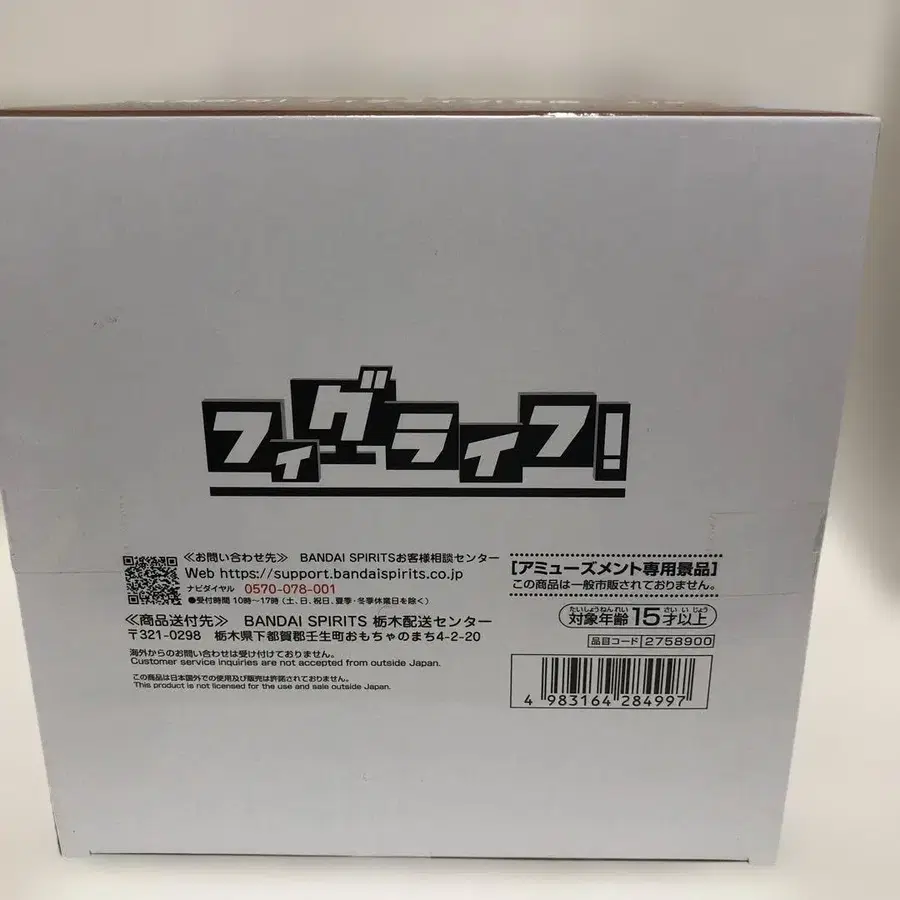 フィグライフ!
≪お問い合わせ先≫ BANDAI SPIRITSお客様相談センター
Web https://support.bandaispirits.co.jp
ナビダイヤル 0570-078-001
●受付時間 10時〜17時 (土、日、祝日、夏季・冬季休業日を除く)
≪商品送付先≫ BANDAI SPIRITS 栃木配送センター
〒321-0298 栃木県下都賀郡壬生町おもちゃのまち4-2-20
海外からのお問い合わせは受け付けておりません。
Customer service inquiries are not accepted from outside Japan.
この商品は日本国外での使用及び販売は許諾されておりません。
This product is not licensed for the use and sale outside Japan.
[アミューズメント専用景品]
この商品は一般市販されておりません。
たいしょうねんれい さいいじょう
対象年齢15才以上
品目コード 2758900
4 983164 284997